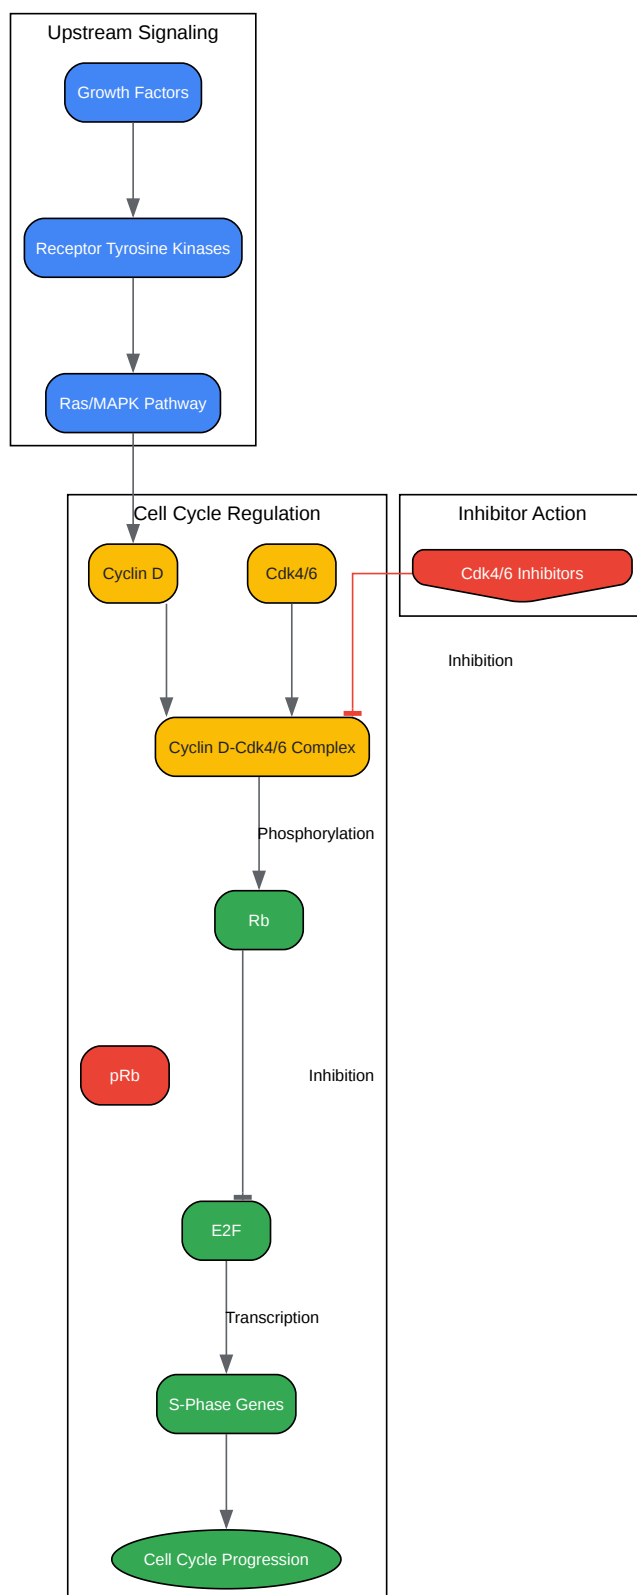 Upstream Signaling
Growth Factors
Receptor Tyrosine Kinases
Ras/MAPK Pathway
Cell Cycle Regulation
Inhibitor Action
Cyclin D
Cdk4/6
Cdk4/6 Inhibitors
Inhibition
Cyclin D-Cdk4/6 Complex
Phosphorylation
Rb
pRb
Inhibition
E2F
Transcription
S-Phase Genes
Cell Cycle Progression